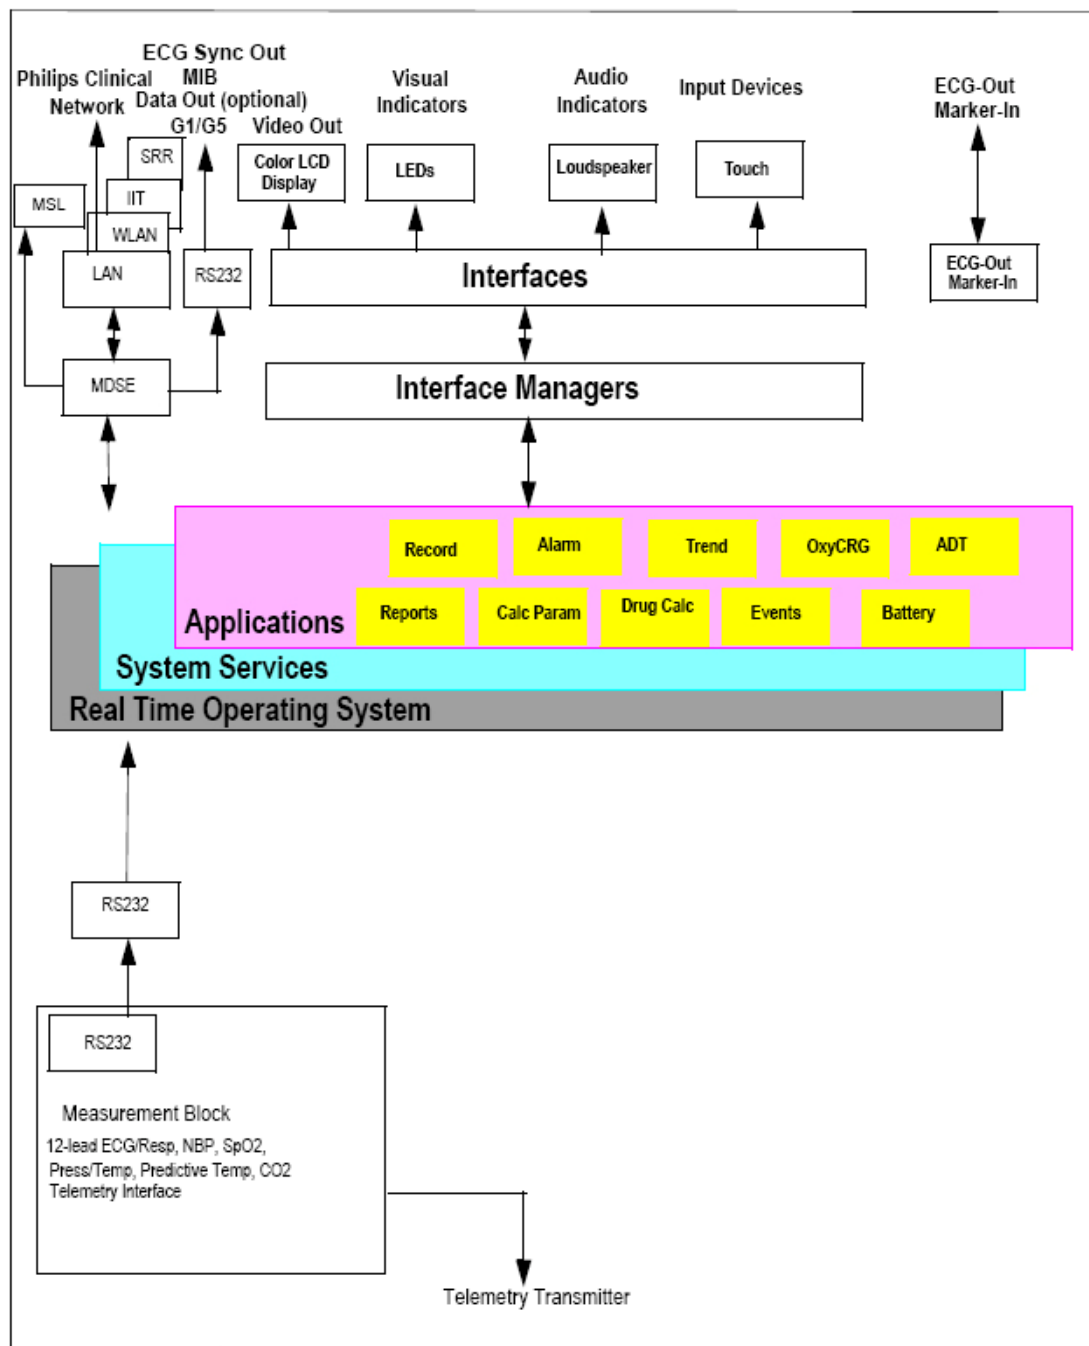 ECG Sync Out
Philips Clinical
Network
MIB
Data Out (optional)
G1/G5
Video Out
Visual
Indicators
Audio
Indicators
Input Devices
ECG-Out
Marker-In
SRR
IIT
WLAN
LAN
MSL
RS232
Color LCD
Display
LEDs
Loudspeaker
Touch
Interfaces
ECG-Out
Marker-In
MDSE
Interface Managers
Record
Alarm
Trend
OxyCRG
ADT
Reports
Calc Param
Drug Calc
Events
Battery
Applications
System Services
Real Time Operating System
RS232
RS232
Measurement Block
12-lead ECG/Resp, NBP, SpO2,
Press/Temp, Predictive Temp, CO2
Telemetry Interface
Telemetry Transmitter